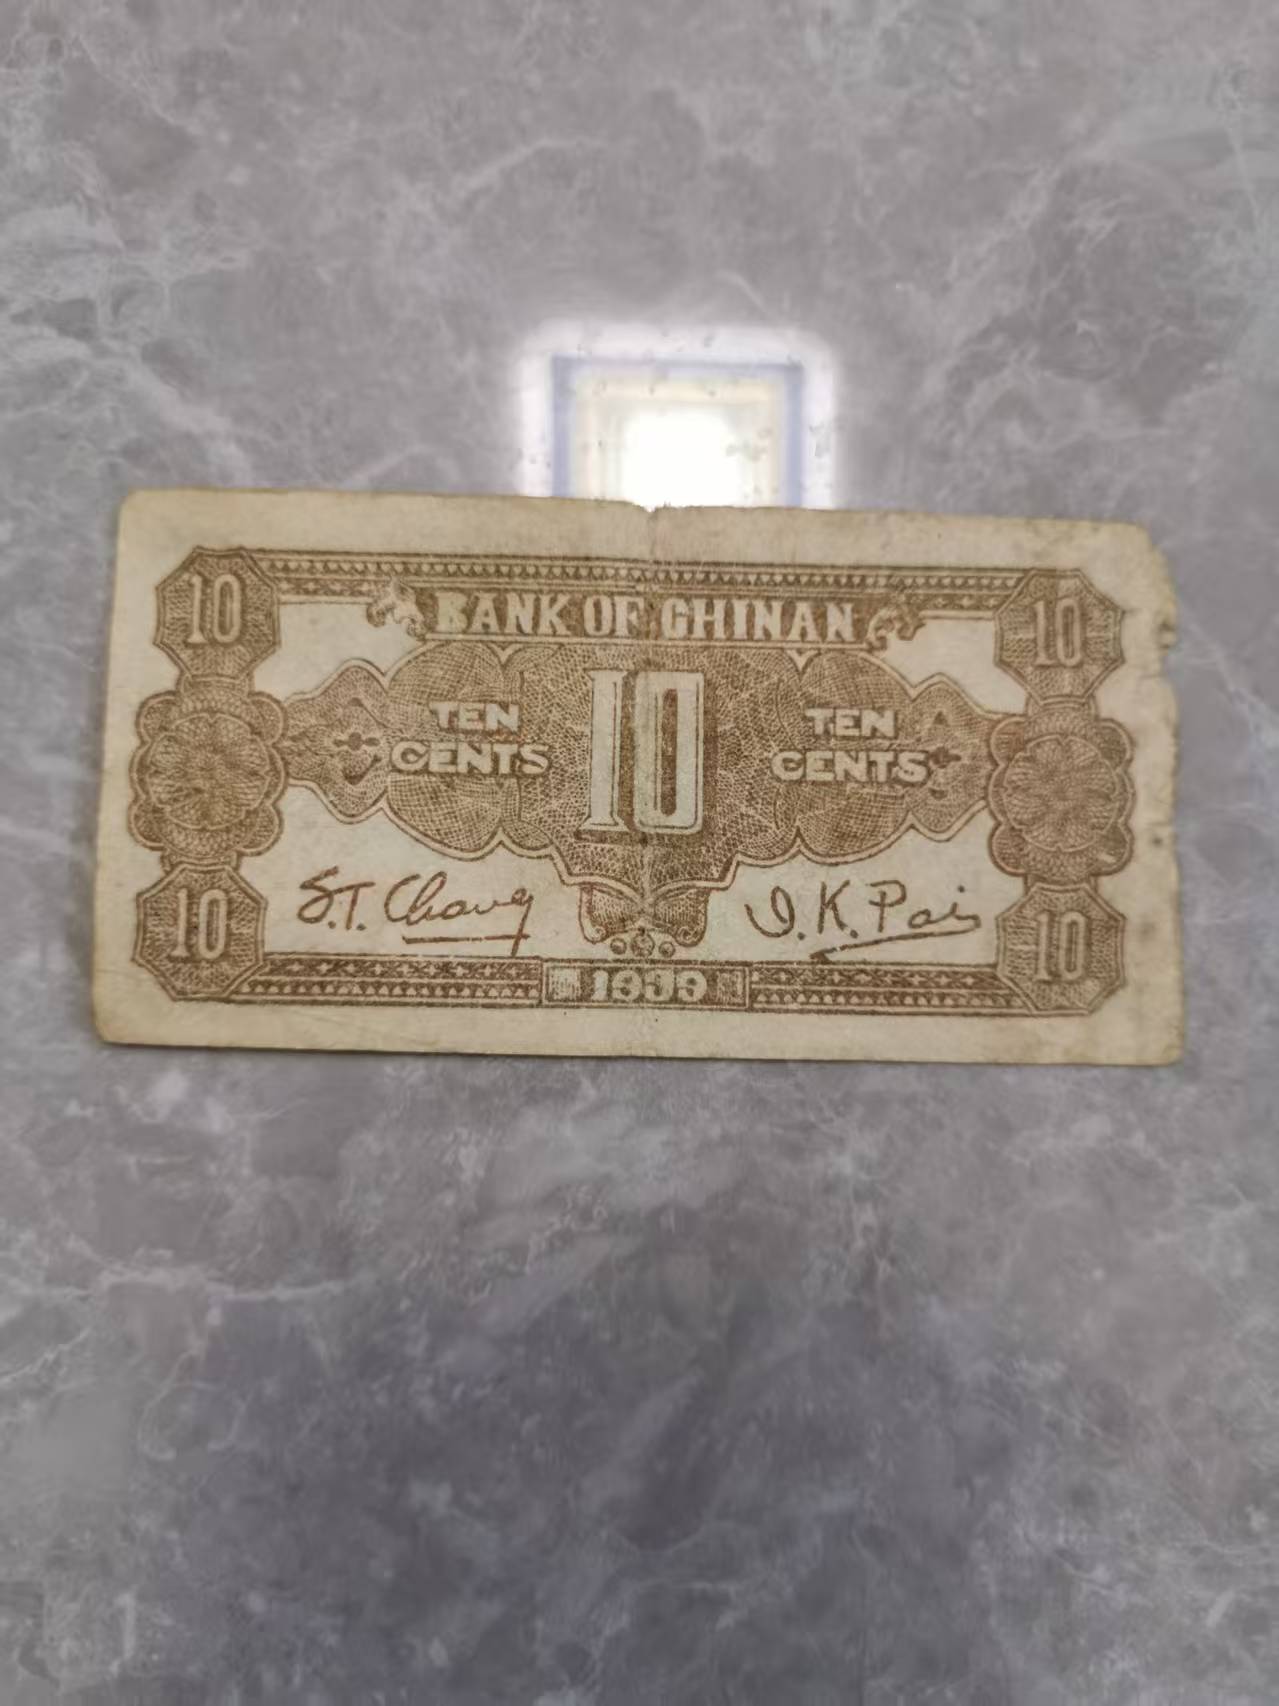 10 BANK OF CHINAN 10
TEN CENTS 10 TEN CENTS
S.T. Chang I. K. Pai
10 1939 10